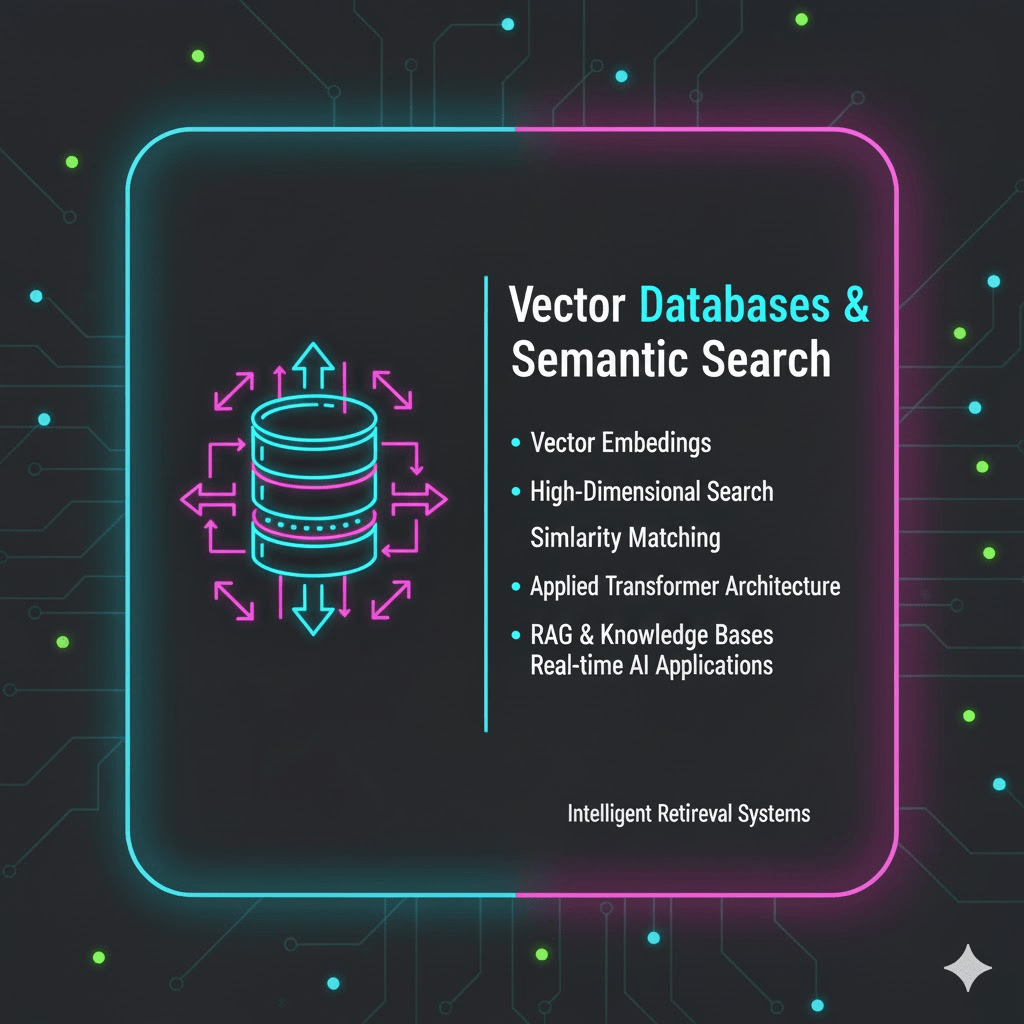 Vector Databases &
Semantic Search
• Vector Embedings
• High-Dimensional Search
Simlarity Matching
• Applied Transformer Architecture
• RAG & Knowledge Bases
Real-time AI Applications
Intelligent Retireval Systems